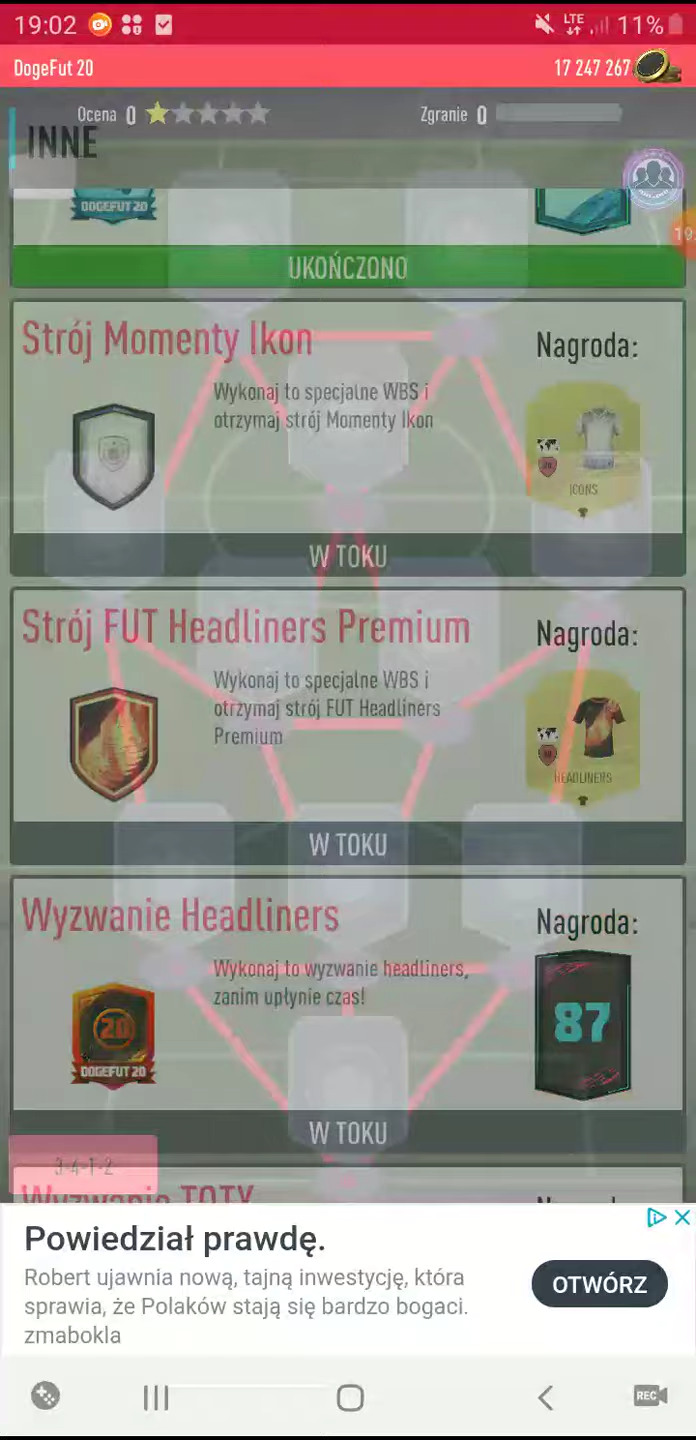 19:02 LTE 11%
DogeFut 20 17 247 267
Ocena 0 Zgranie 0
INNE
19:
DOGEFUT 20
UKOŃCZONO
Strój Momenty Ikon
Nagroda:
Wykonaj to specjalne WBS i
otrzymaj strój Momenty Ikon
ICONS
W TOKU
Strój FUT Headliners Premium
Nagroda:
Wykonaj to specjalne WBS i
otrzymaj strój FUT Headliners
Premium
HEADLINERS
W TOKU
Wyzwanie Headliners
Nagroda:
Wykonaj to wyzwanie headliners,
zanim upłynie czas!
20
DOGEFUT 20
87
W TOKU
3-4-1-2
Wyzwanie TOTY
Powiedział prawdę.
Robert ujawnia nową, tajną inwestycję, która
sprawia, że Polaków stają się bardzo bogaci.
zmabokla
OTWÓRZ
REC